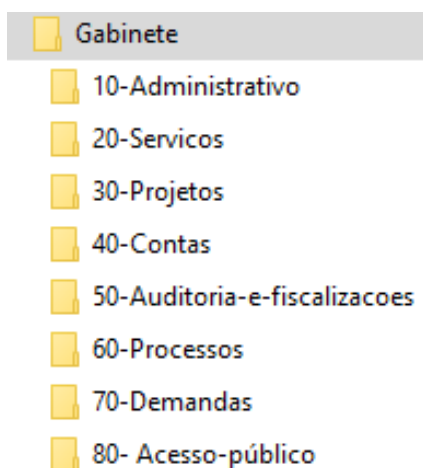 Gabinete
10-Administrativo
20-Servicos
30-Projetos
40-Contas
50-Auditoria-e-fiscalizacoes
60-Processos
70-Demandas
80- Acesso-público